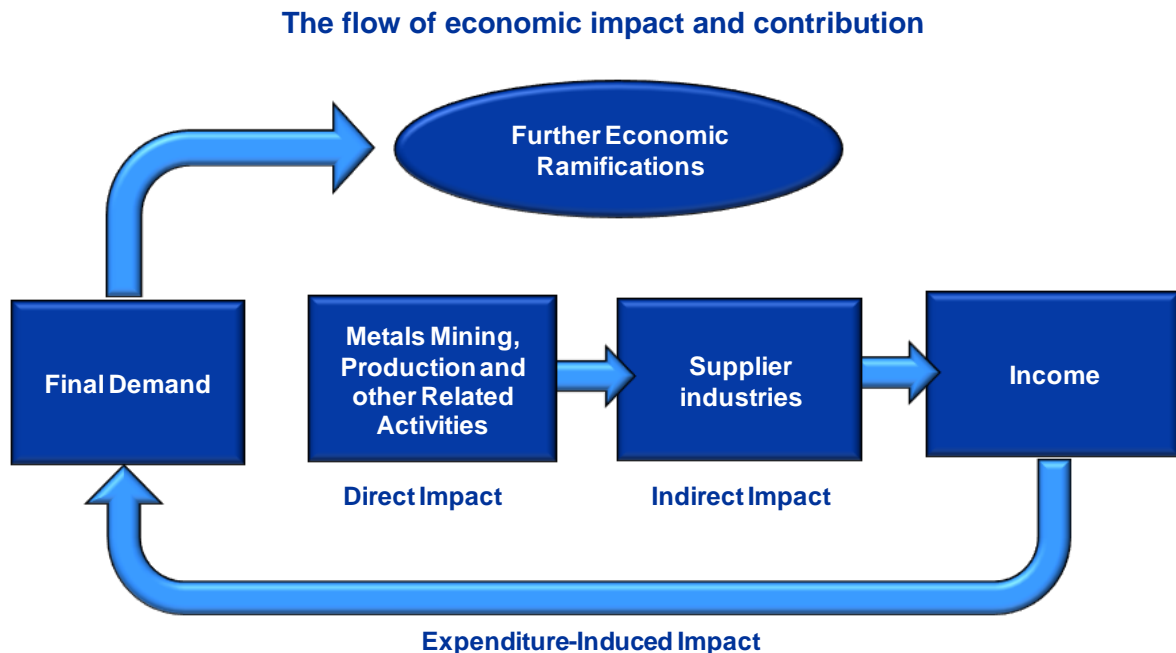 The flow of economic impact and contribution
Further Economic
Ramifications
Final Demand
Metals Mining,
Production and
other Related
Activities
Supplier
industries
Income
Direct Impact
Indirect Impact
Expenditure-Induced Impact